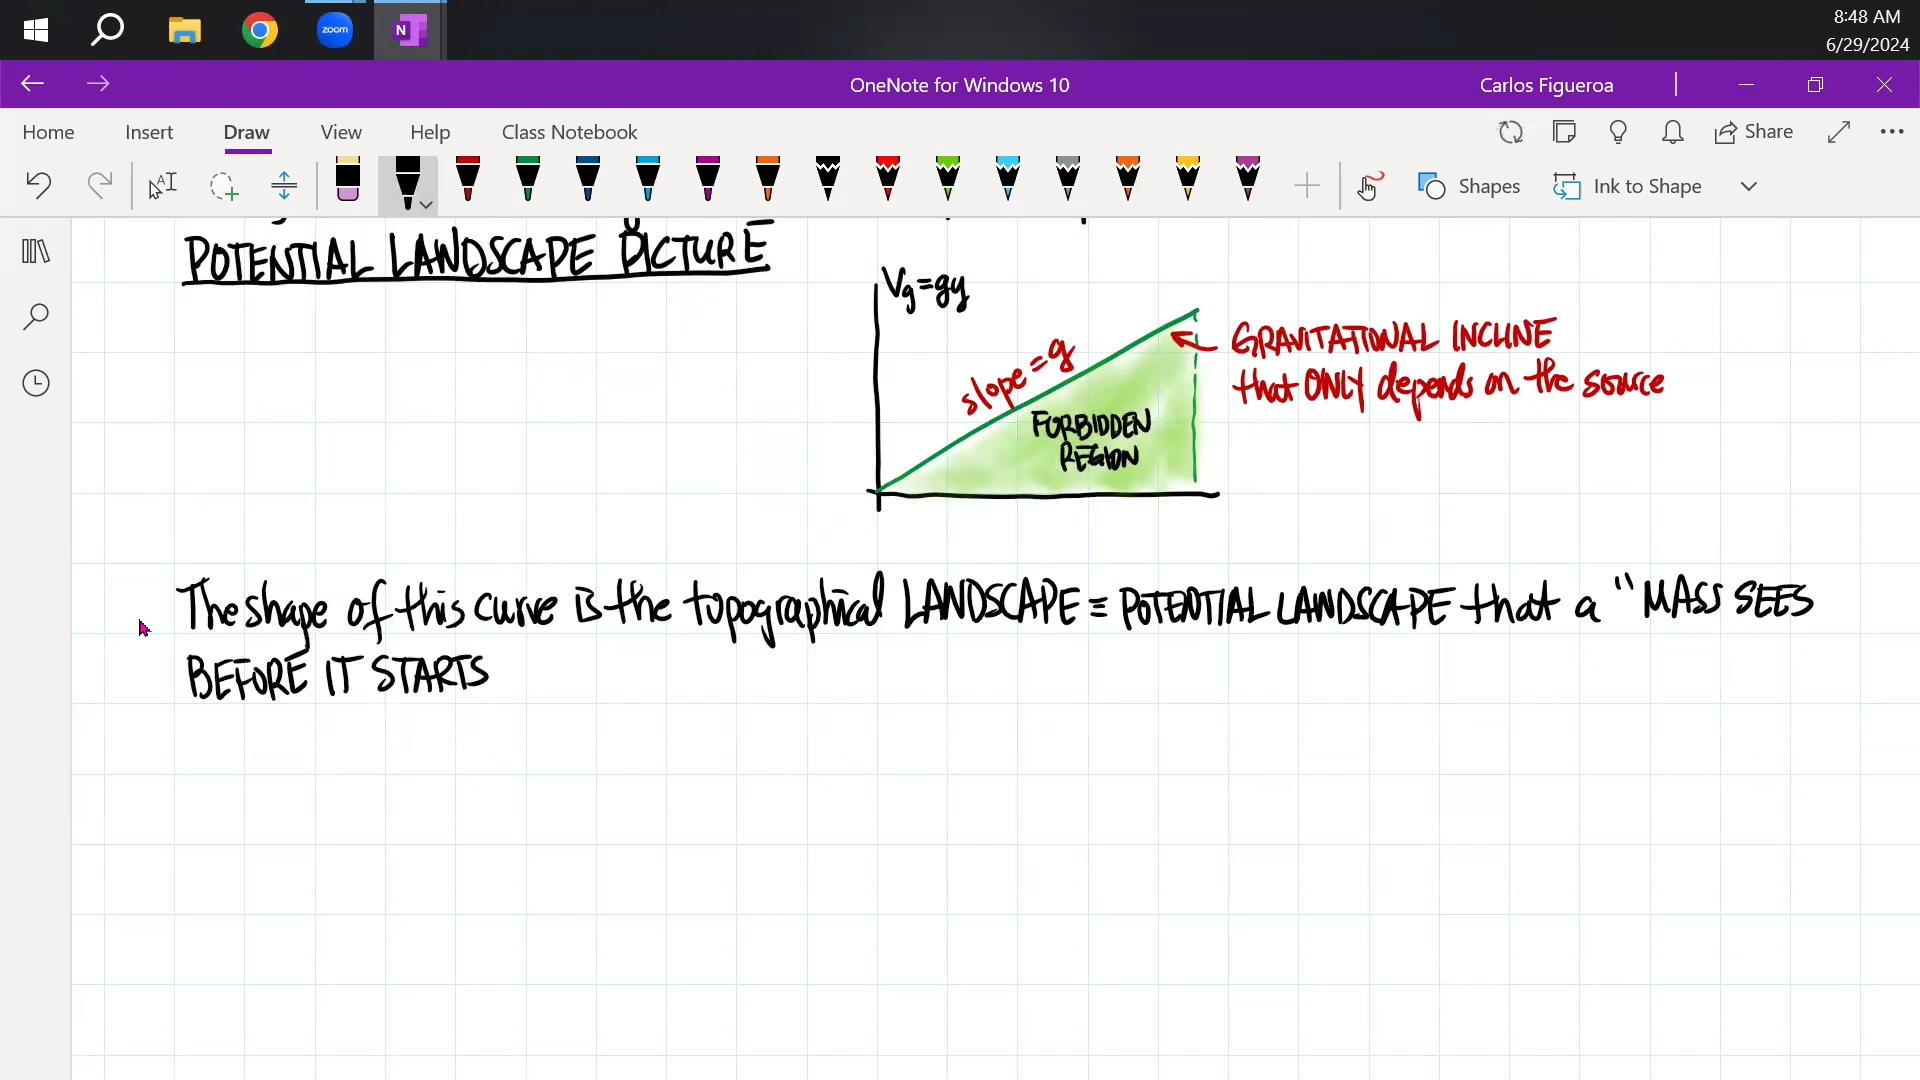 8:48 AM
6/29/2024
zoom
N
OneNote for Windows 10
Carlos Figueroa
Home Insert Draw View Help Class Notebook
Share
Shapes
Ink to Shape
POTENTIAL LANDSCAPE PICTURE
Vg=gy
slope=g
GRAVITATIONAL INCLINE
that ONLY depends on the source
FORBIDDEN
REGION
The shape of this curve is the topographical LANDSCAPE ≡ POTENTIAL LANDSCAPE that a "MASS SEES
BEFORE IT STARTS